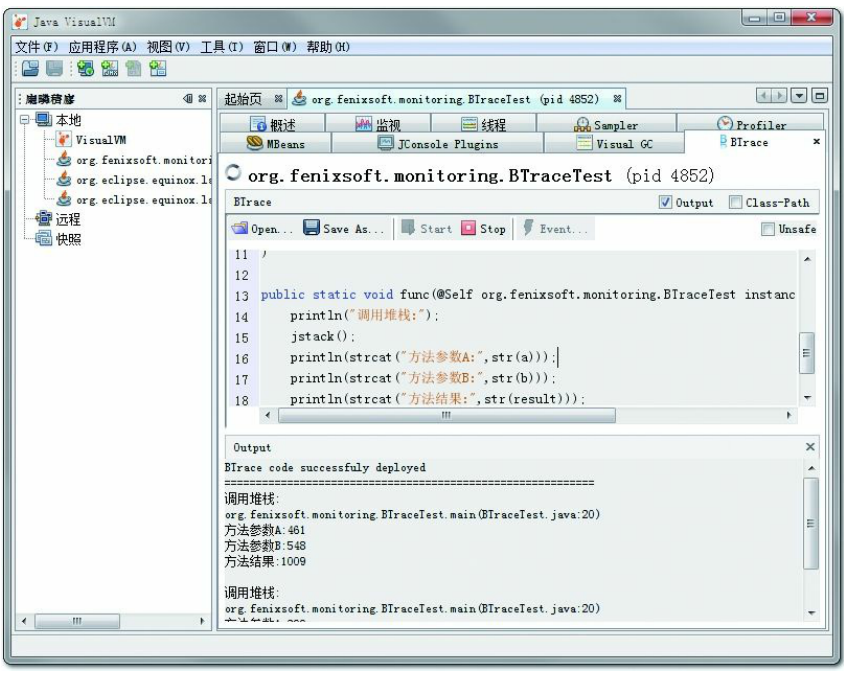 Java VisualVM
文件(F) 应用程序(A) 视图(V) 工具(T) 窗口(W) 帮助(H)
本地
VisualVM
org.fenixsoft.monitori
org.eclipse.equinox.la
org.eclipse.equinox.la
远程
快照
起始页 org.fenixsoft.monitoring.BTraceTest (pid 4852)
概述 监视 线程 Sampler Profiler
MBeans JConsole Plugins Visual GC BTrace
org.fenixsoft.monitoring.BTraceTest (pid 4852)
BTrace Output Class-Path
Open... Save As... Start Stop Event... Unsafe
11 )
12
13 public static void func(@Self org.fenixsoft.monitoring.BTraceTest instanc
14 println("调用堆栈:");
15 jstack();
16 println(strcat("方法参数A:",str(a)));
17 println(strcat("方法参数B:",str(b)));
18 println(strcat("方法结果:",str(result)));
Output
BTrace code successfuly deployed
===========================================================
调用堆栈:
org.fenixsoft.monitoring.BTraceTest.main(BTraceTest.java:20)
方法参数A:461
方法参数B:548
方法结果:1009
调用堆栈:
org.fenixsoft.monitoring.BTraceTest.main(BTraceTest.java:20)